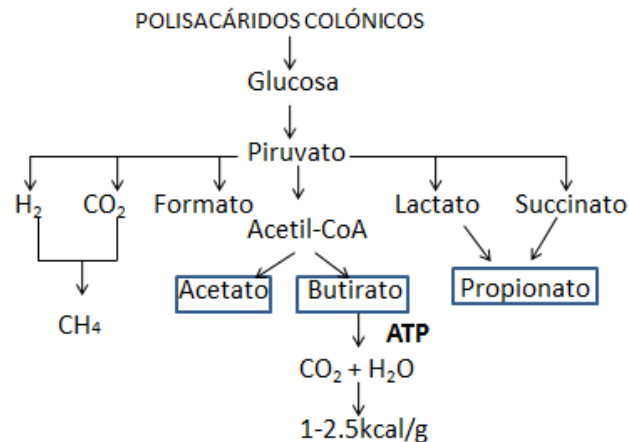 POLISACÁRIDOS COLÓNICOS
Glucosa
Piruvato
H₂ CO₂ Formato Lactato Succinato
Acetil-CoA
Acetato Butirato Propionato
CH₄
ATP
CO₂ + H₂O
1-2.5kcal/g